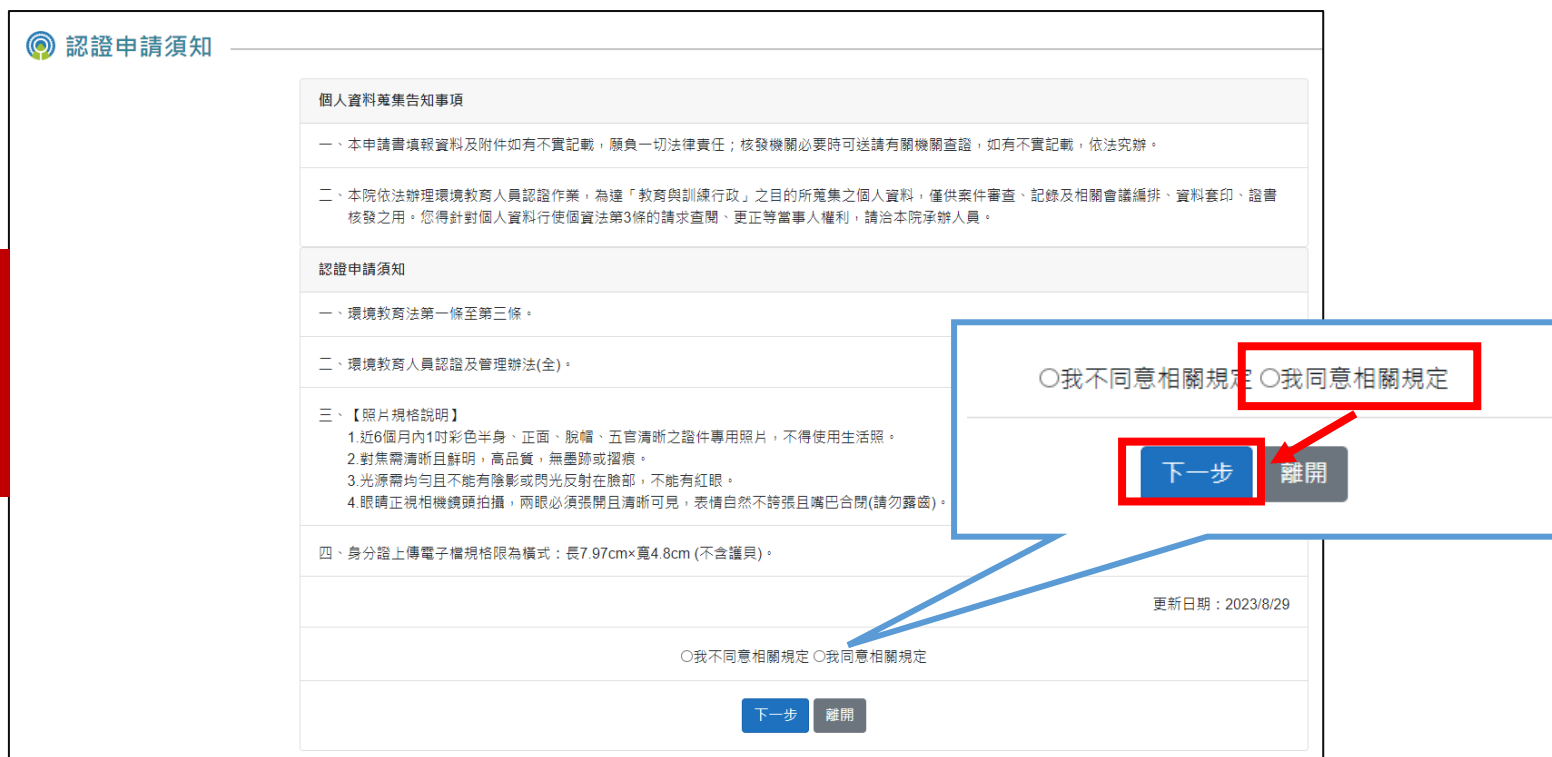 認證申請須知
個人資料蒐集告知事項
一、本申請書填報資料及附件如有不實記載，願負一切法律責任；核發機關必要時可送請有關機關查證，如有不實記載，依法究辦。
二、本院依法辦理環境教育人員認證作業，為達「教育與訓練行政」之目的所蒐集之個人資料，僅供案件審查、記錄及相關會議編排、資料套印、證書
核發之用。您得針對個人資料行使個資法第3條的請求查閱、更正等當事人權利，請洽本院承辦人員。
認證申請須知
一、環境教育法第一條至第三條。
二、環境教育人員認證及管理辦法(全)。
三、【照片規格說明】
1.近6個月內1吋彩色半身、正面、脫帽、五官清晰之證件專用照片，不得使用生活照。
2.對焦需清晰且鮮明，高品質，無墨跡或摺痕。
3.光源需均勻且不能有陰影或閃光反射在臉部，不能有紅眼。
4.眼睛正視相機鏡頭拍攝，兩眼必須張開且清晰可見，表情自然不誇張且嘴巴合閉(請勿露齒)。
四、身分證上傳電子檔規格限為橫式：長7.97cm×寬4.8cm (不含護貝)。
更新日期：2023/8/29
○我不同意相關規定 ○我同意相關規定
下一步 離開
○我不同意相關規定 ○我同意相關規定
下一步 離開